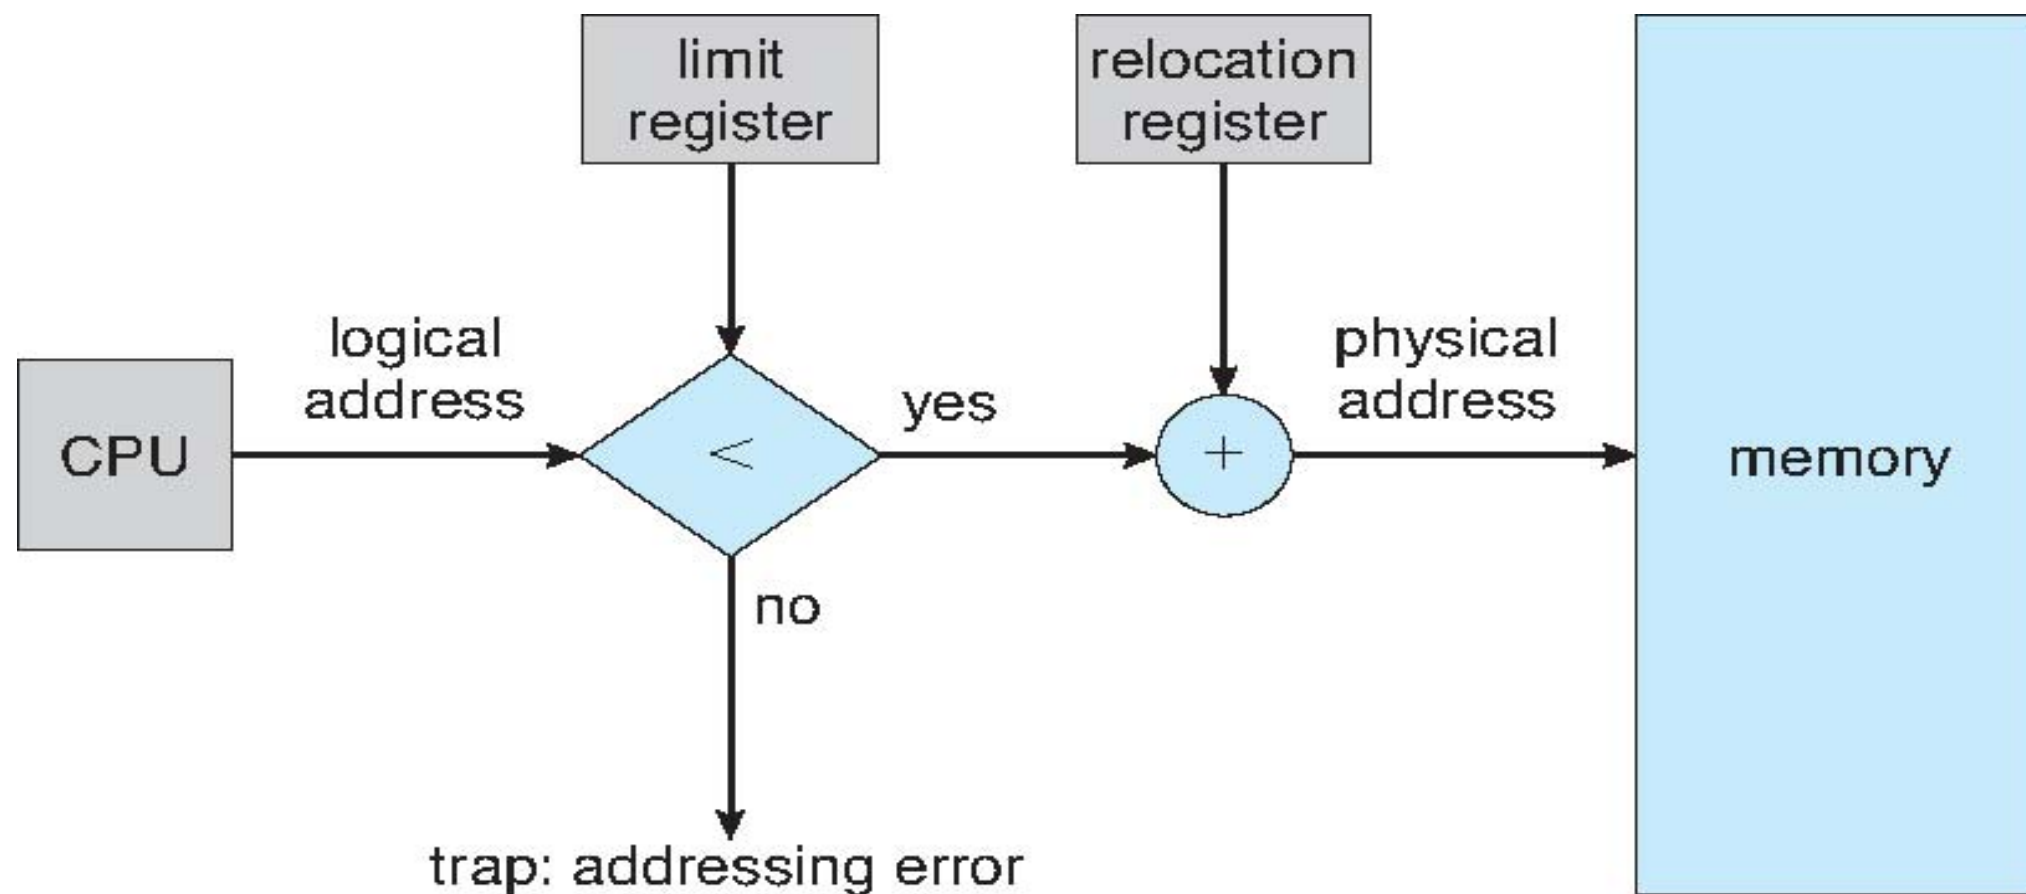 limit
register
relocation
register
logical
address
physical
address
yes
CPU
<
+
memory
no
trap: addressing error